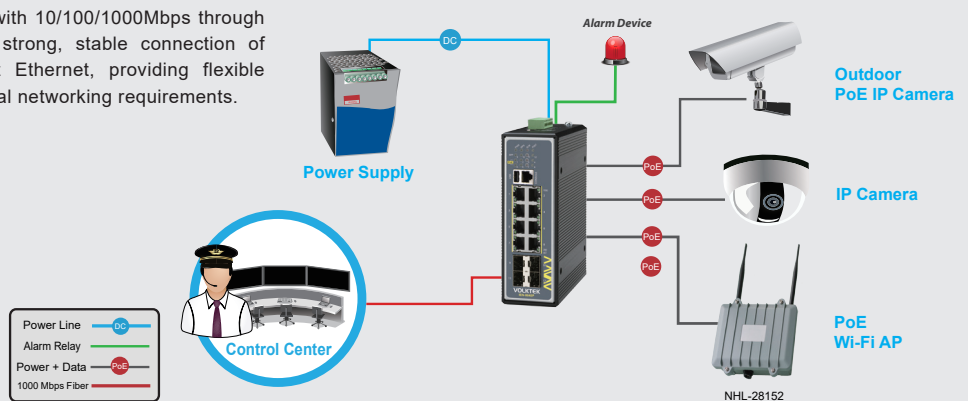 with 10/100/1000Mbps through
strong, stable connection of
Ethernet, providing flexible
al networking requirements.
DC
Alarm Device
Outdoor
PoE IP Camera
Power Supply
PoE
PoE
IP Camera
PoE
PoE
VOLKTEK
Control Center
PoE
Wi-Fi AP
NHL-28152
Power Line DC
Alarm Relay
Power + Data PoE
1000 Mbps Fiber